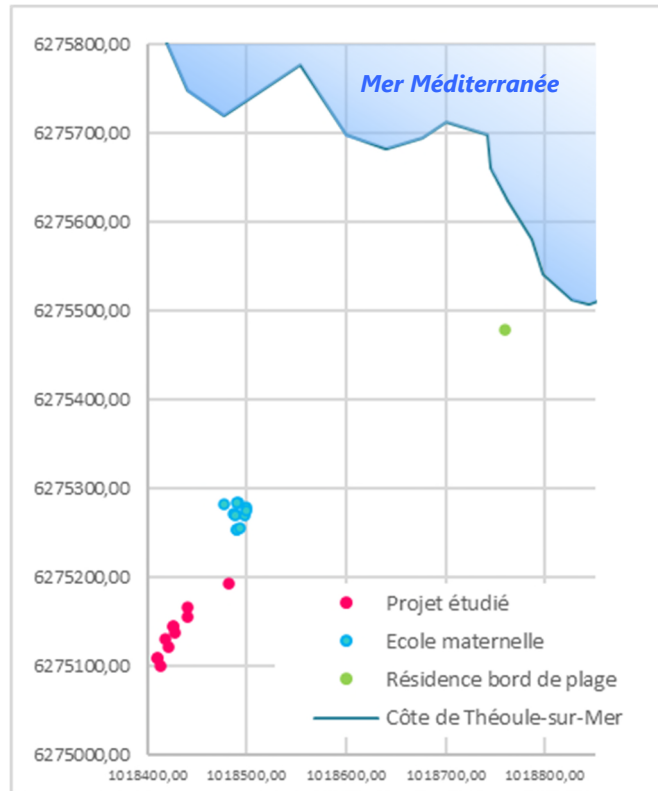 6275800,00
Mer Méditerranée
6275700,00
6275600,00
6275500,00
6275400,00
6275300,00
6275200,00
Projet étudié
Ecole maternelle
6275100,00
Résidence bord de plage
Côte de Théoule-sur-Mer
6275000,00
1018400,00 1018500,00 1018600,00 1018700,00 1018800,00